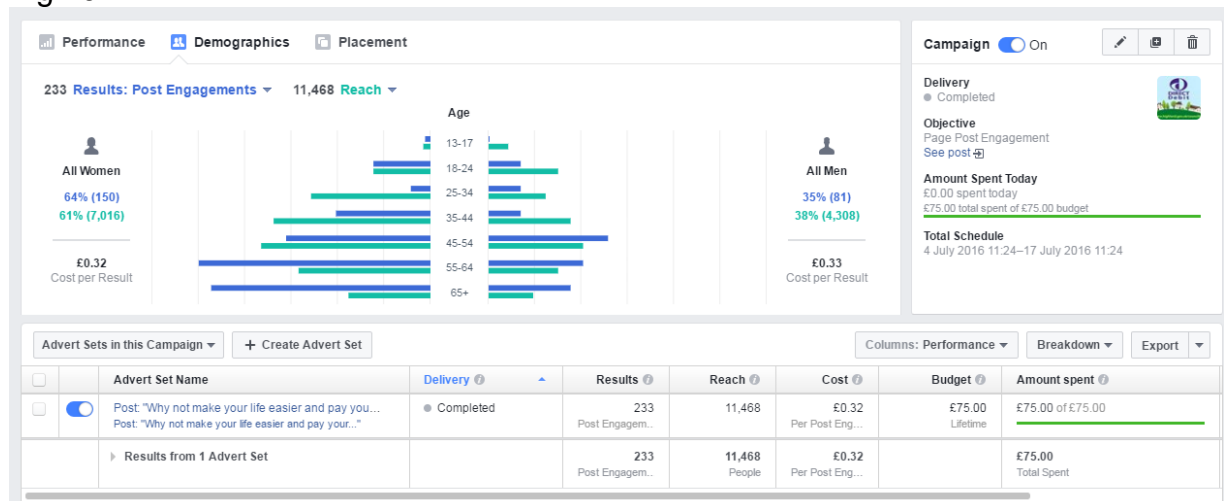 Performance Demographics Placement
233 Results: Post Engagements 11,468 Reach
Age
13-17
18-24
25-34
35-44
45-54
55-64
65+
All Women
64% (150)
61% (7,016)
£0.32
Cost per Result
All Men
35% (81)
38% (4,308)
£0.33
Cost per Result
Campaign On
Delivery
Completed
Objective
Page Post Engagement
See post
Amount Spent Today
£0.00 spent today
£75.00 total spent of £75.00 budget
Total Schedule
4 July 2016 11:24–17 July 2016 11:24
DIRECT
Debit
Advert Sets in this Campaign + Create Advert Set Columns: Performance Breakdown Export
Advert Set Name Delivery Results Reach Cost Budget Amount spent
Post: "Why not make your life easier and pay you... Completed 233 11,468 £0.32 £75.00 £75.00 of £75.00
Post: "Why not make your life easier and pay your..." Post Engagem... Per Post Eng... Lifetime
Results from 1 Advert Set 233 11,468 £0.32 £75.00
Post Engagem... People Per Post Eng... Total Spent